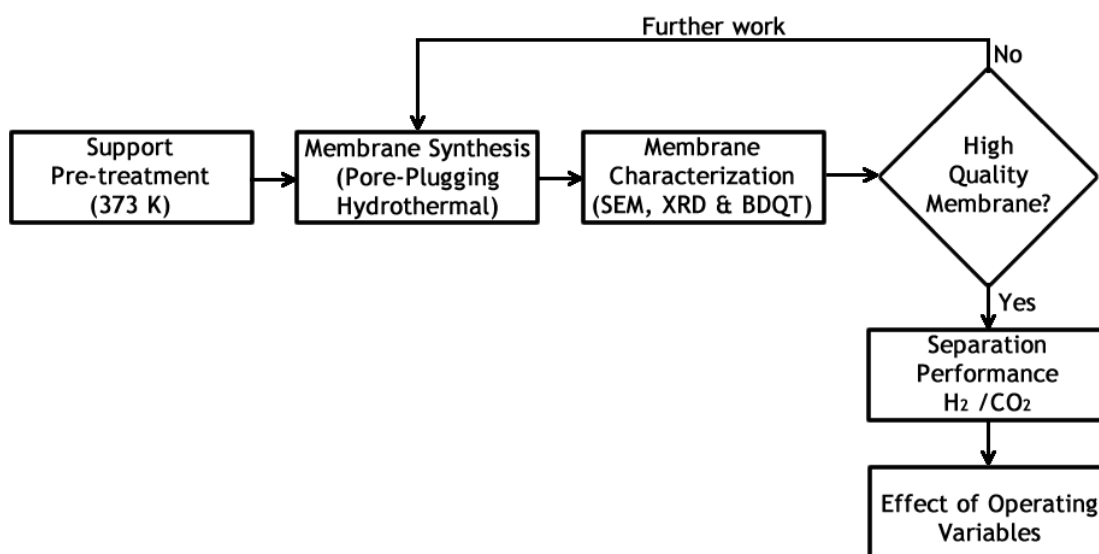 Further work
No
Support
Pre-treatment
(373 K)
Membrane Synthesis
(Pore-Plugging
Hydrothermal)
Membrane
Characterization
(SEM, XRD & BDQT)
High
Quality
Membrane?
Yes
Separation
Performance
H₂ /CO₂
Effect of Operating
Variables